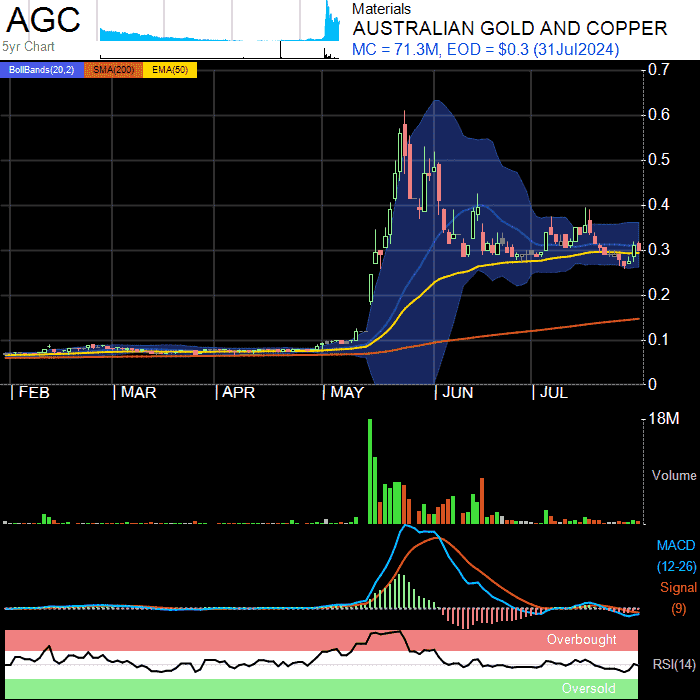 AGC
5yr Chart
Materials
AUSTRALIAN GOLD AND COPPER
MC = 71.3M, EOD = $0.3 (31Jul2024)
BollBands(20,2) SMA(200) EMA(50)
0.7
0.6
0.5
0.4
0.3
0.2
0.1
0
FEB MAR APR MAY JUN JUL
18M
Volume
MACD
(12-26)
Signal
(9)
Overbought
RSI(14)
Oversold